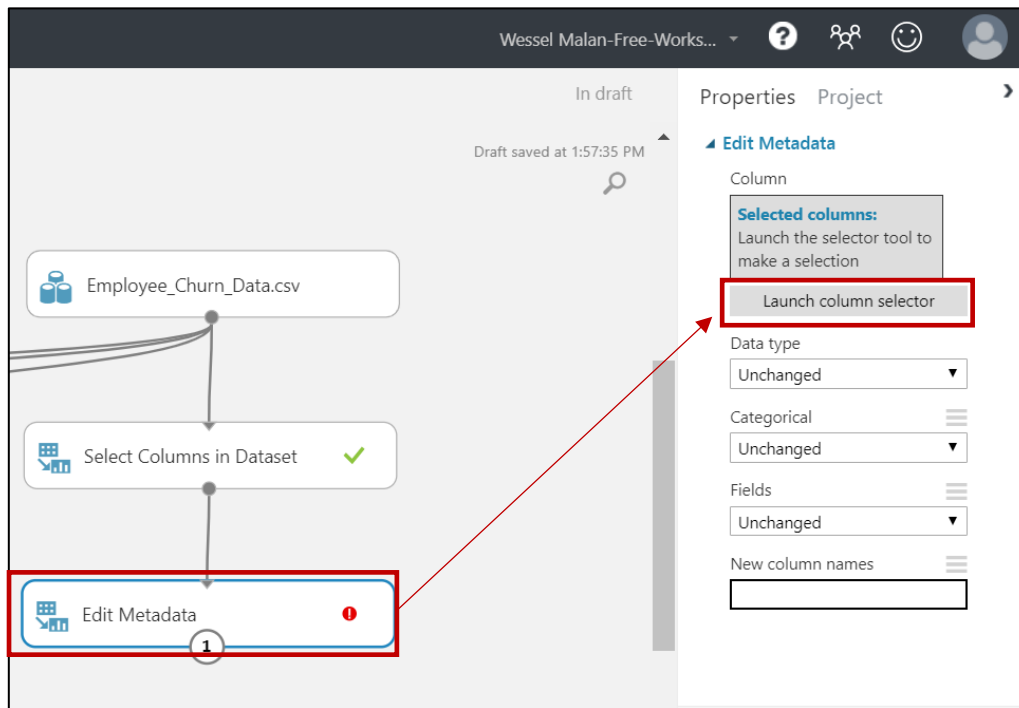 Wessel Malan-Free-Works...
?
In draft
Draft saved at 1:57:35 PM
Employee_Churn_Data.csv
Select Columns in Dataset
Edit Metadata
1
Properties Project
Edit Metadata
Column
Selected columns:
Launch the selector tool to
make a selection
Launch column selector
Data type
Unchanged
Categorical
Unchanged
Fields
Unchanged
New column names